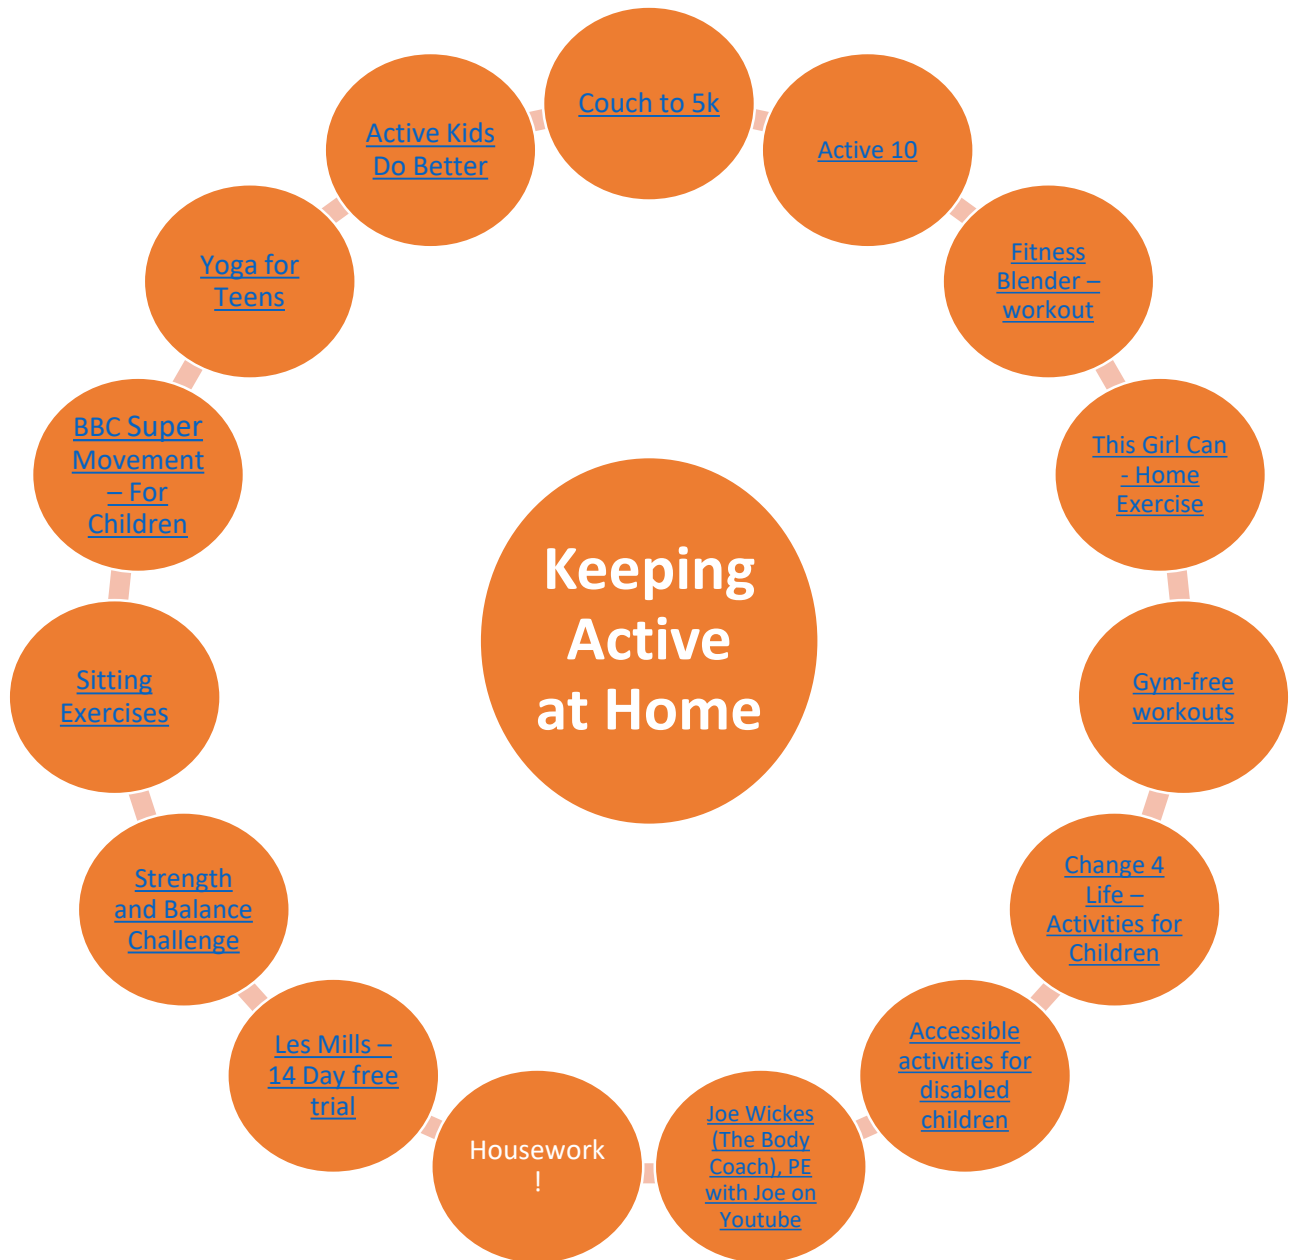 Couch to 5k
Active 10
Fitness
Blender –
workout
This Girl Can
- Home
Exercise
Gym-free
workouts
Change 4
Life –
Activities for
Children
Accessible
activities for
disabled
children
Joe Wickes
(The Body
Coach), PE
with Joe on
Youtube
Housework
!
Les Mills –
14 Day free
trial
Strength
and Balance
Challenge
Sitting
Exercises
BBC Super
Movement
– For
Children
Yoga for
Teens
Active Kids
Do Better
Keeping
Active
at Home